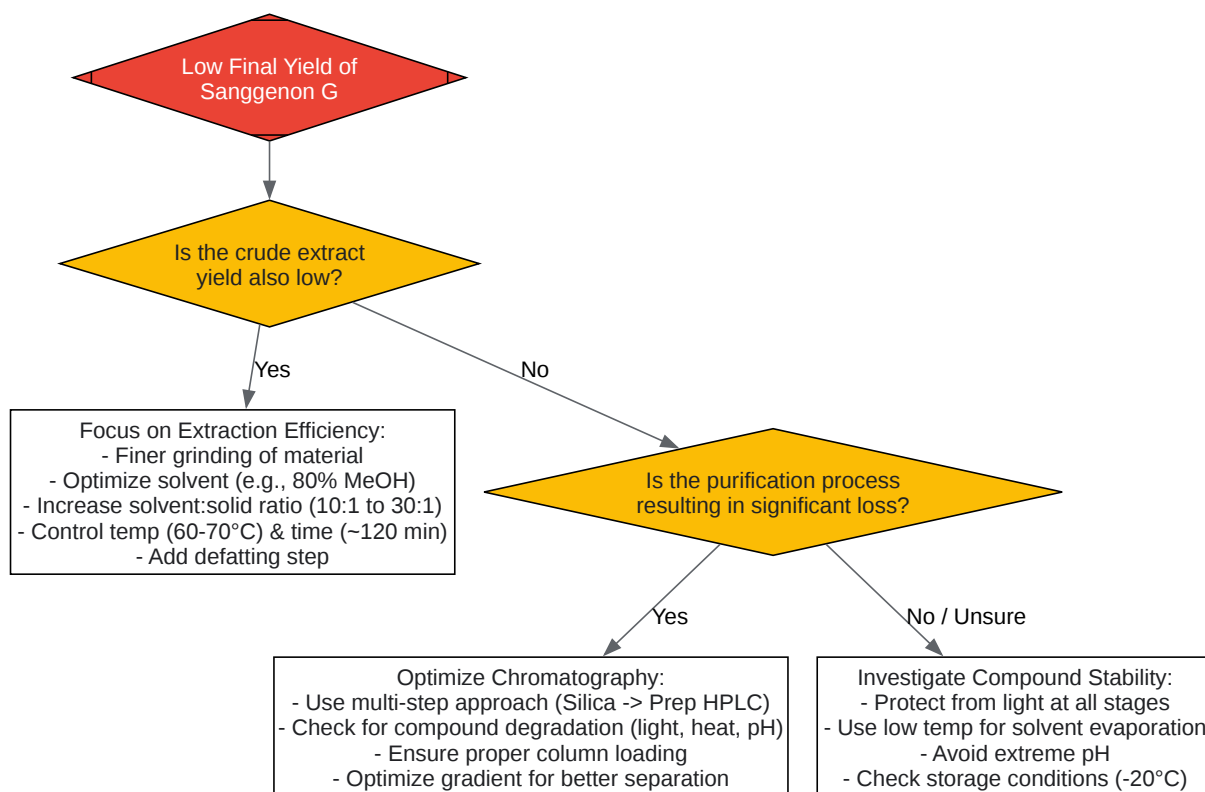 Low Final Yield of
Sanggenon G
Is the crude extract
yield also low?
Yes
No
Focus on Extraction Efficiency:
- Finer grinding of material
- Optimize solvent (e.g., 80% MeOH)
- Increase solvent:solid ratio (10:1 to 30:1)
- Control temp (60-70°C) & time (~120 min)
- Add defatting step
Is the purification process
resulting in significant loss?
Yes
No / Unsure
Optimize Chromatography:
- Use multi-step approach (Silica -> Prep HPLC)
- Check for compound degradation (light, heat, pH)
- Ensure proper column loading
- Optimize gradient for better separation
Investigate Compound Stability:
- Protect from light at all stages
- Use low temp for solvent evaporation
- Avoid extreme pH
- Check storage conditions (-20°C)